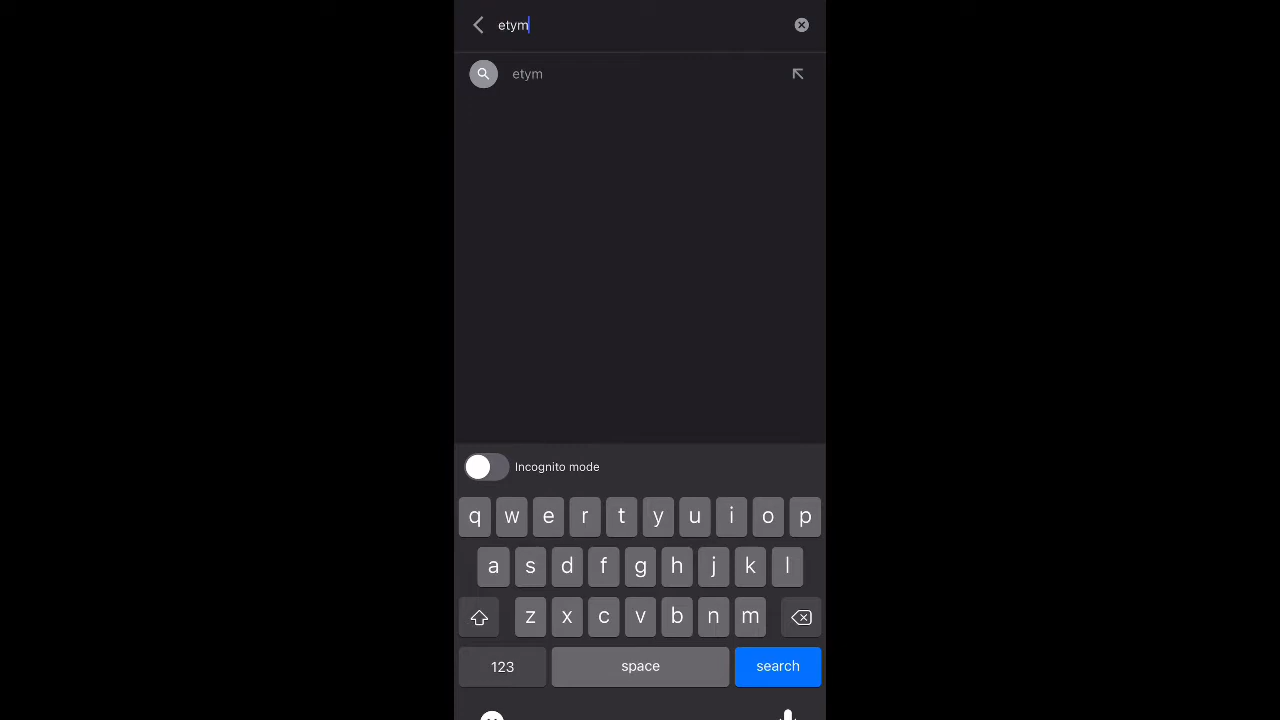 etym
etym
Incognito mode
q w e r t y u i o p
a s d f g h j k l
z x c v b n m
123 space search